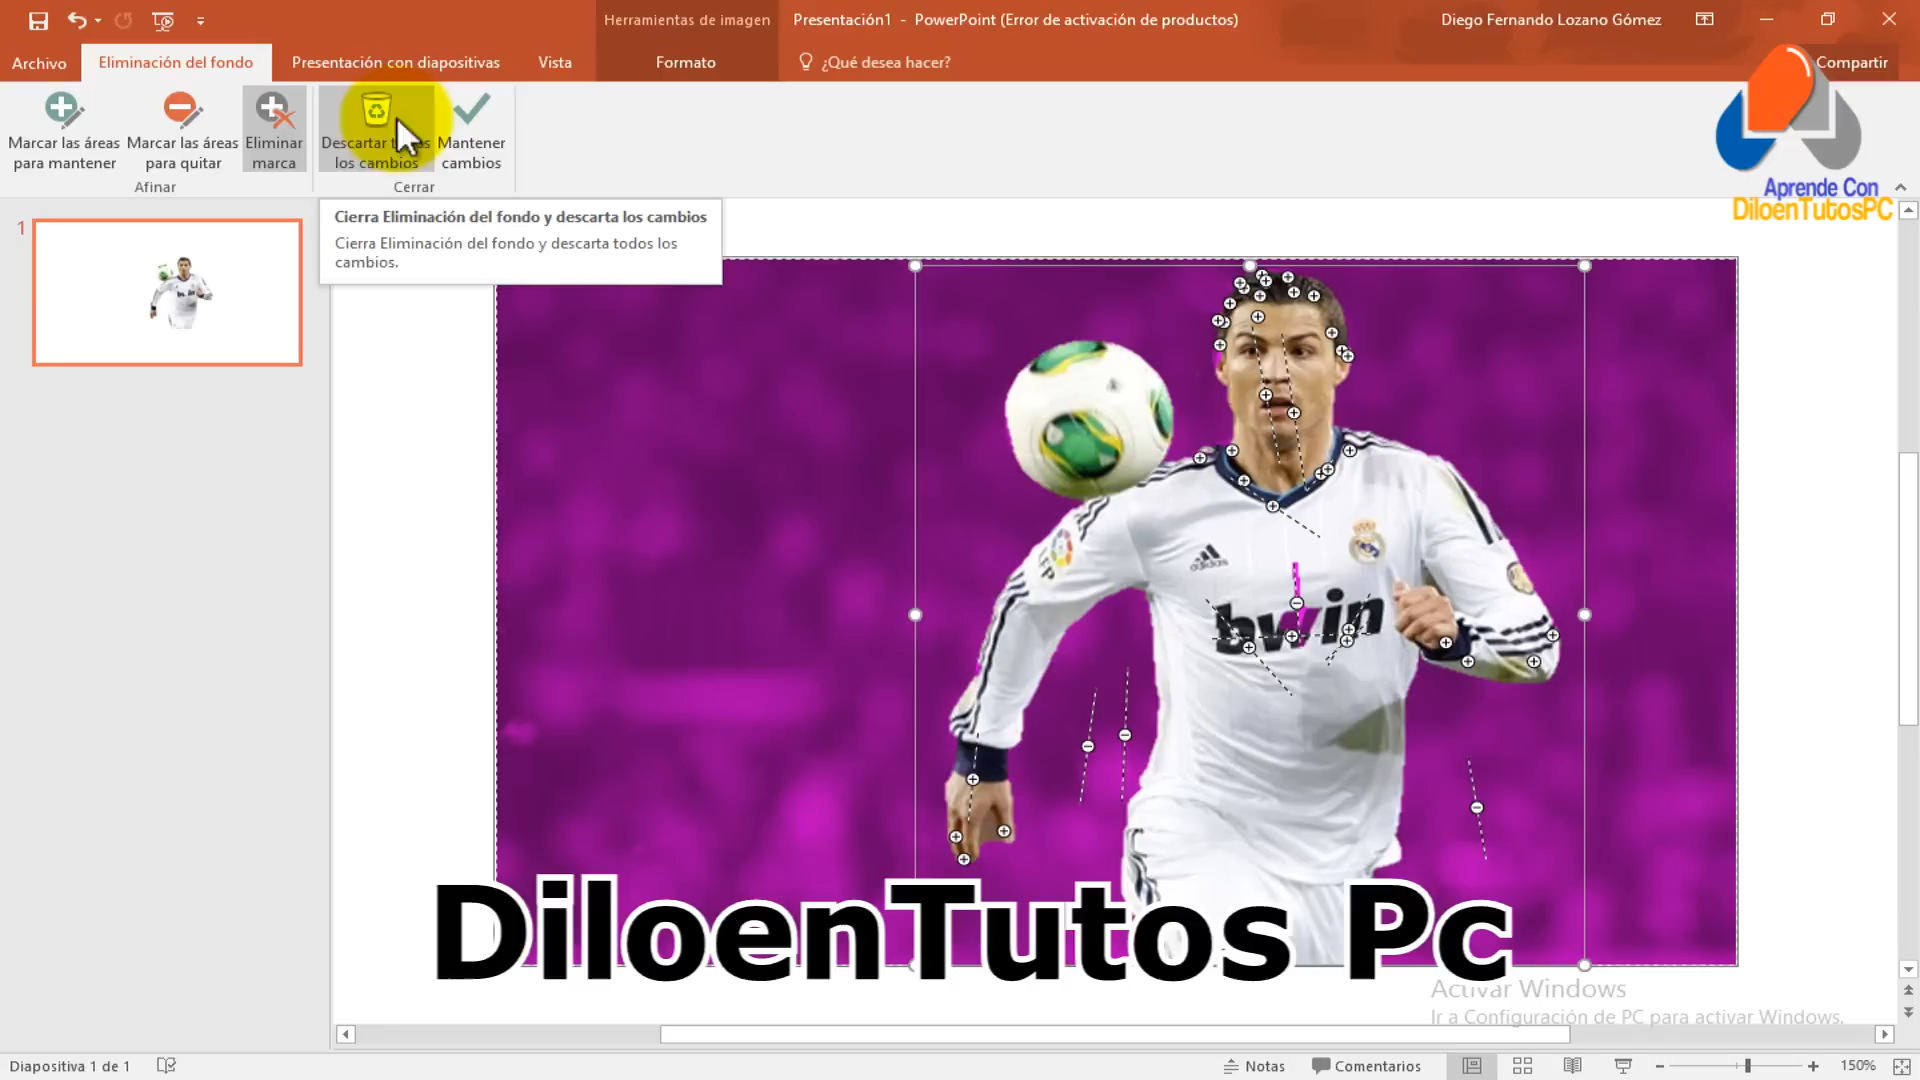 Herramientas de imagen
Presentación1 - PowerPoint (Error de activación de productos)
Diego Fernando Lozano Gómez
Archivo
Eliminación del fondo
Presentación con diapositivas
Vista
Formato
¿Qué desea hacer?
Compartir
Marcar las áreas
para mantener
Marcar las áreas
para quitar
Eliminar
marca
Descartar
los cambios
Mantener
cambios
Afinar
Cerrar
Aprende Con
DiloenTutosPC
Cierra Eliminación del fondo y descarta los cambios
Cierra Eliminación del fondo y descarta todos los
cambios.
1
LFP
adidas
bwin
DiloenTutos Pc
Activar Windows
Ir a Configuración de PC para activar Windows.
Diapositiva 1 de 1
Notas
Comentarios
150%